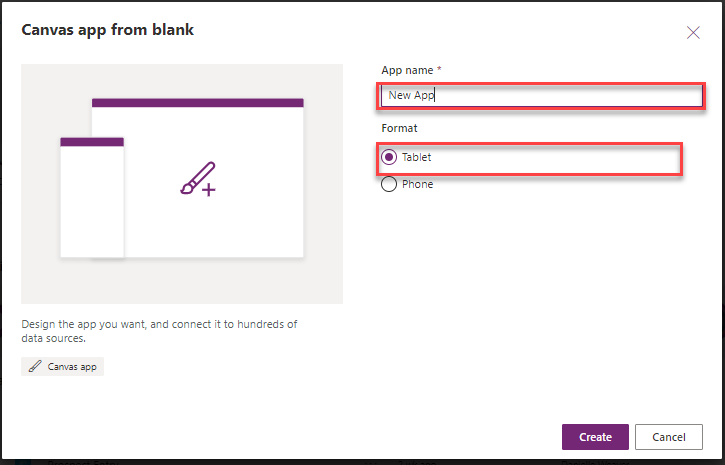 Canvas app from blank
App name *
New App
Format
Tablet
Phone
Design the app you want, and connect it to hundreds of
data sources.
Canvas app
Create
Cancel